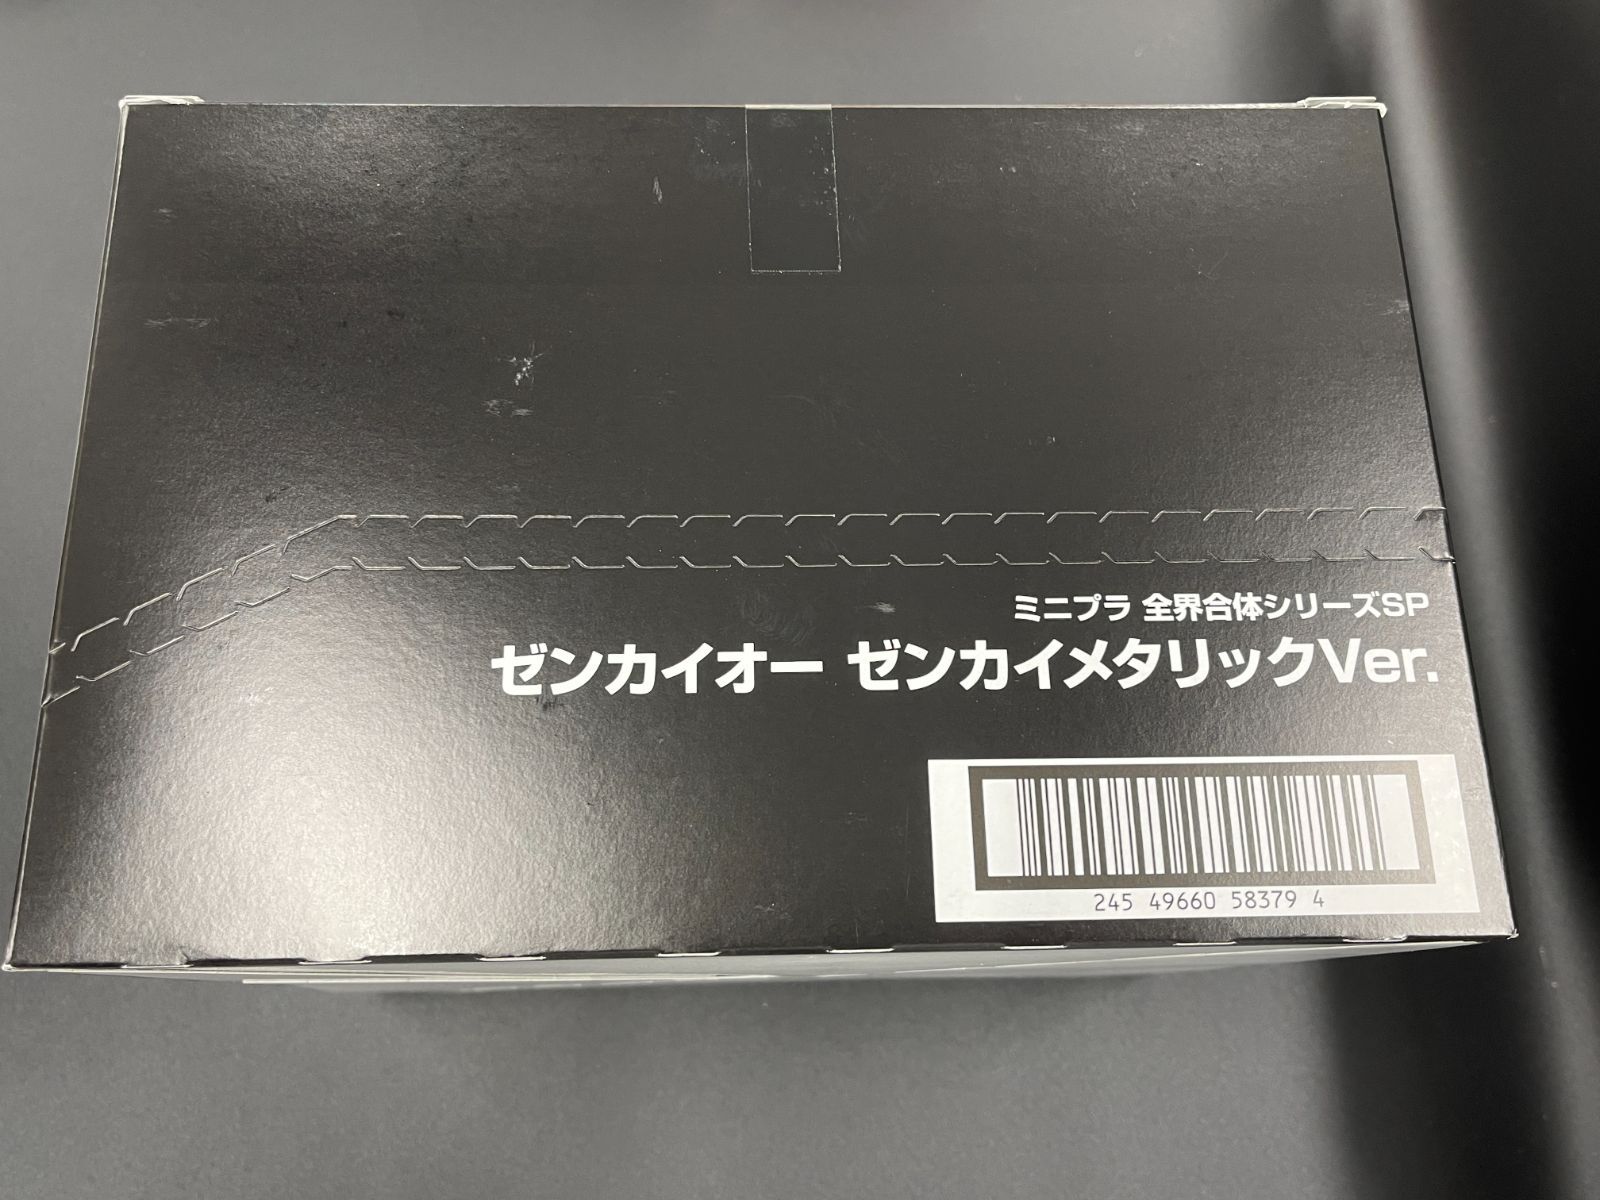 ミニプラ 全界合体シリーズSP
ゼンカイオー ゼンカイメタリックVer.
245 49660 58379 4